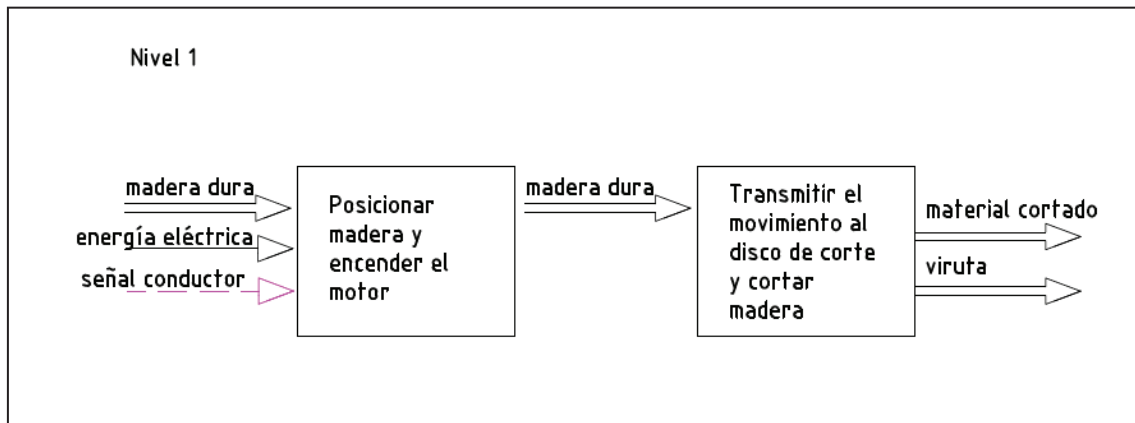 Nivel 1
madera dura
energía eléctrica
señal conductor
Posicionar
madera y
encender el
motor
madera dura
Transmitir el
movimiento al
disco de corte
y cortar
madera
material cortado
viruta